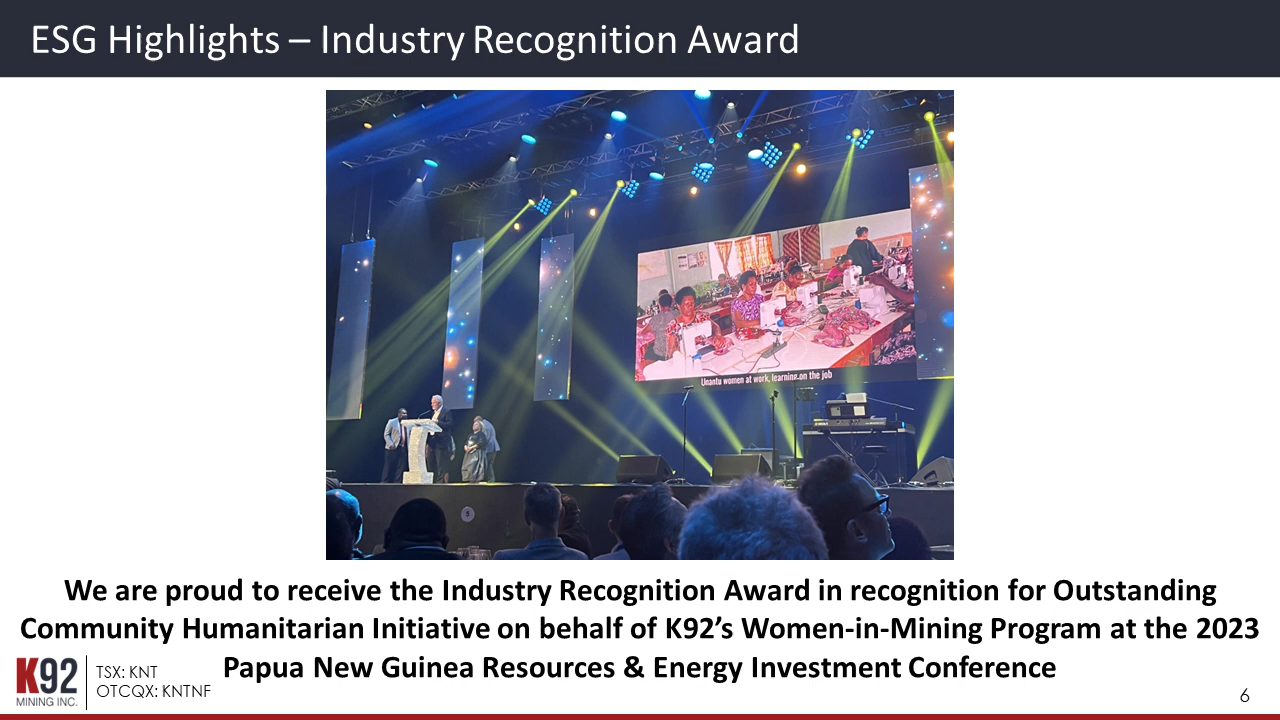 ESG Highlights – Industry Recognition Award
Unantu women at work, learning on the job
We are proud to receive the Industry Recognition Award in recognition for Outstanding
Community Humanitarian Initiative on behalf of K92’s Women-in-Mining Program at the 2023
Papua New Guinea Resources & Energy Investment Conference
K92
MINING INC.
TSX: KNT
OTCQX: KNTNF
6